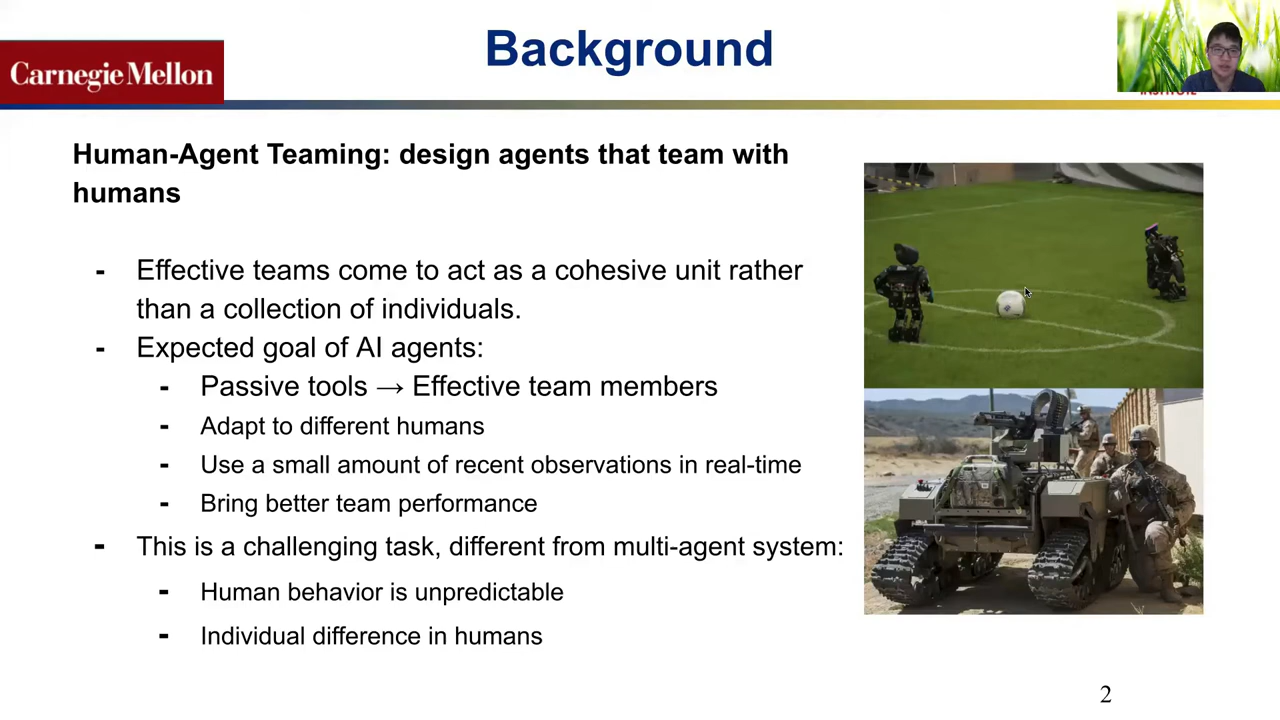 Background
Carnegie Mellon
INSTITUTE
Human-Agent Teaming: design agents that team with
humans
- Effective teams come to act as a cohesive unit rather
than a collection of individuals.
- Expected goal of AI agents:
- Passive tools → Effective team members
- Adapt to different humans
- Use a small amount of recent observations in real-time
- Bring better team performance
- This is a challenging task, different from multi-agent system:
- Human behavior is unpredictable
- Individual difference in humans
2